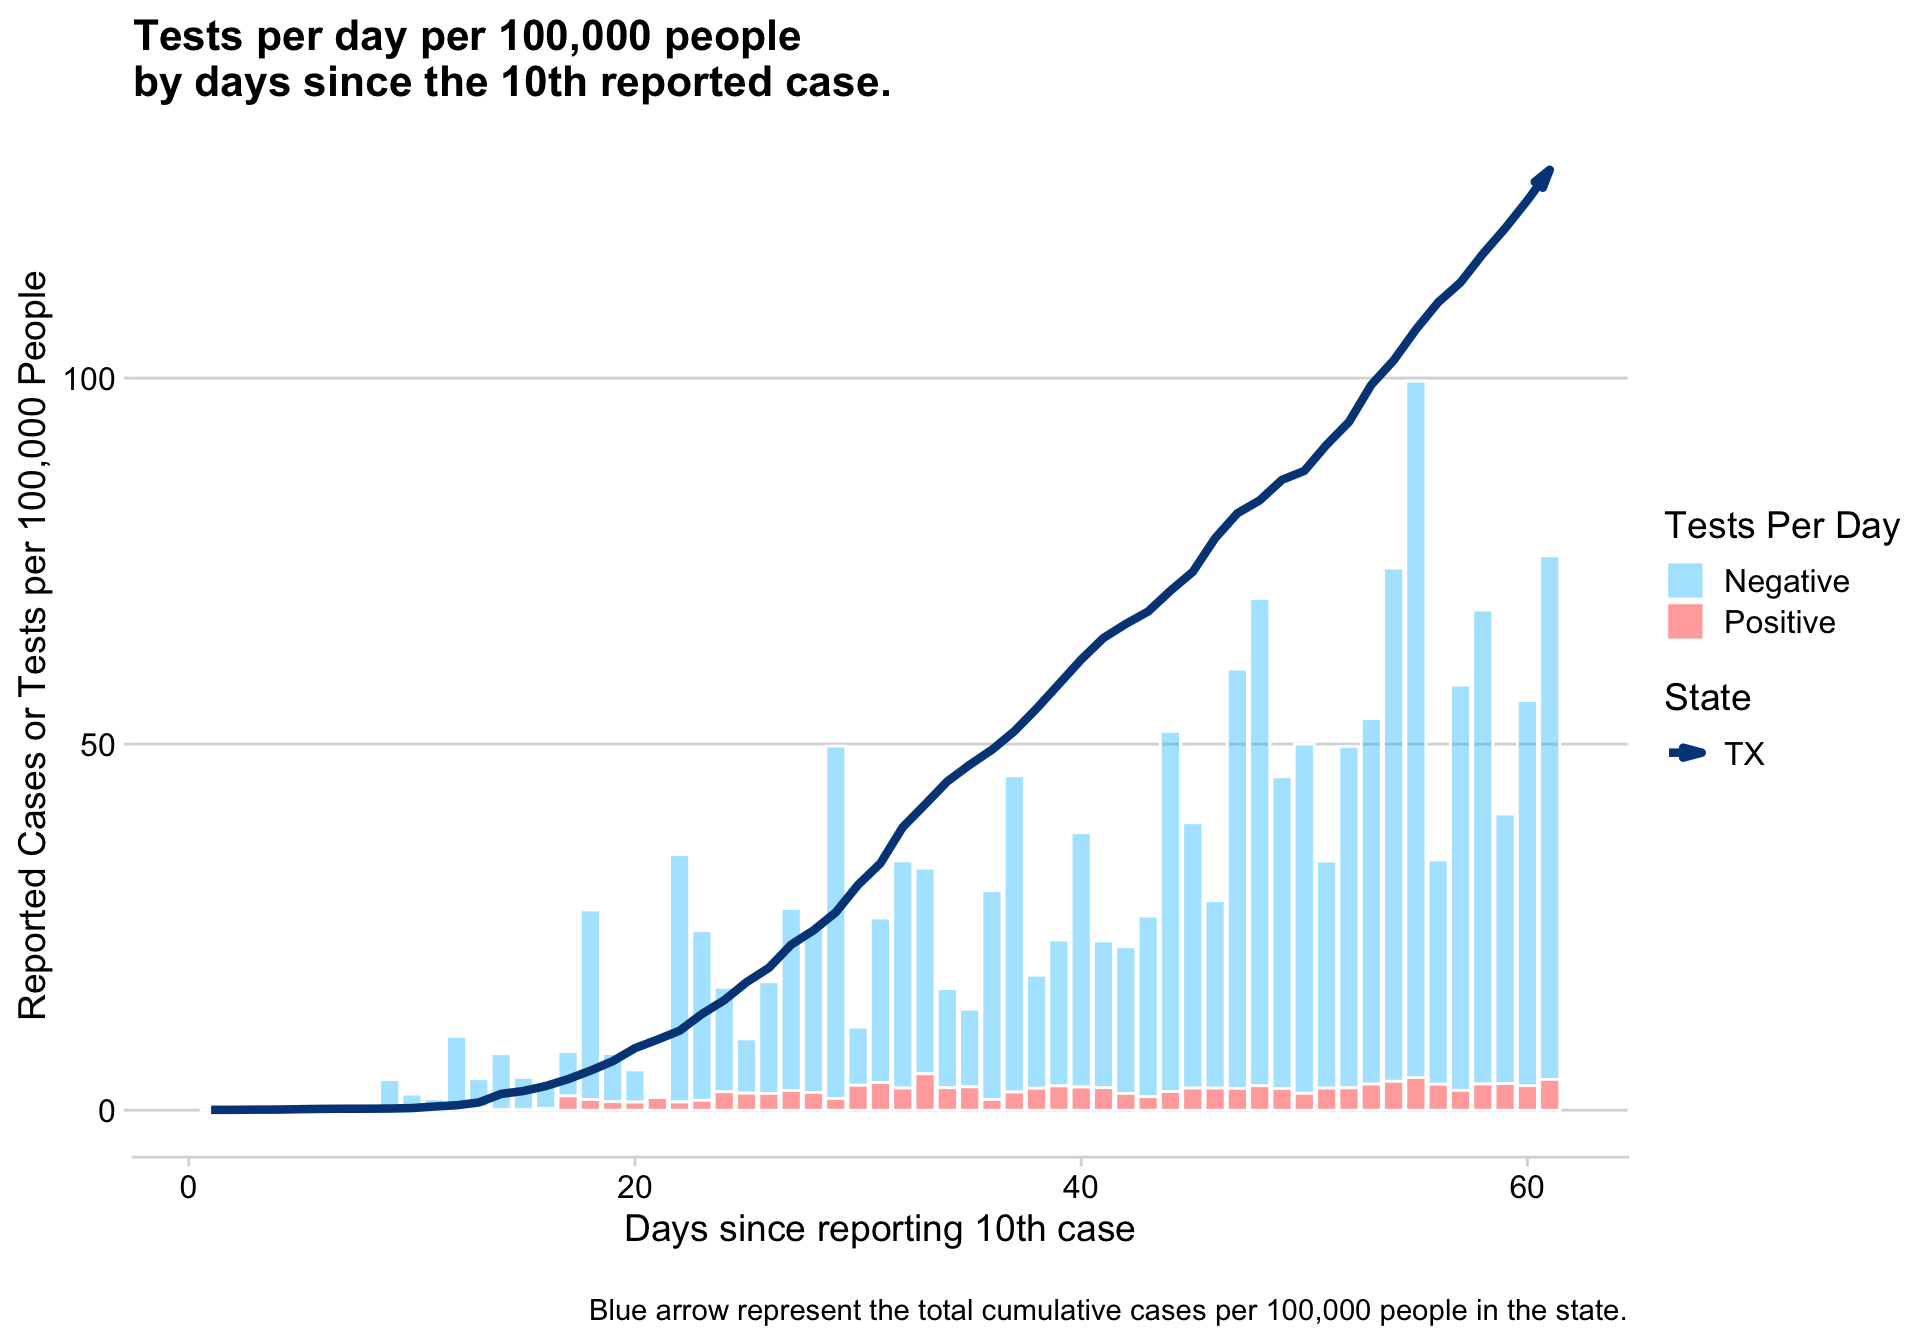 Tests per day per 100,000 people
by days since the 10th reported case.
Reported Cases or Tests per 100,000 People
100
50
0
0
20
40
60
Days since reporting 10th case
Tests Per Day
Negative
Positive
State
TX
Blue arrow represent the total cumulative cases per 100,000 people in the state.